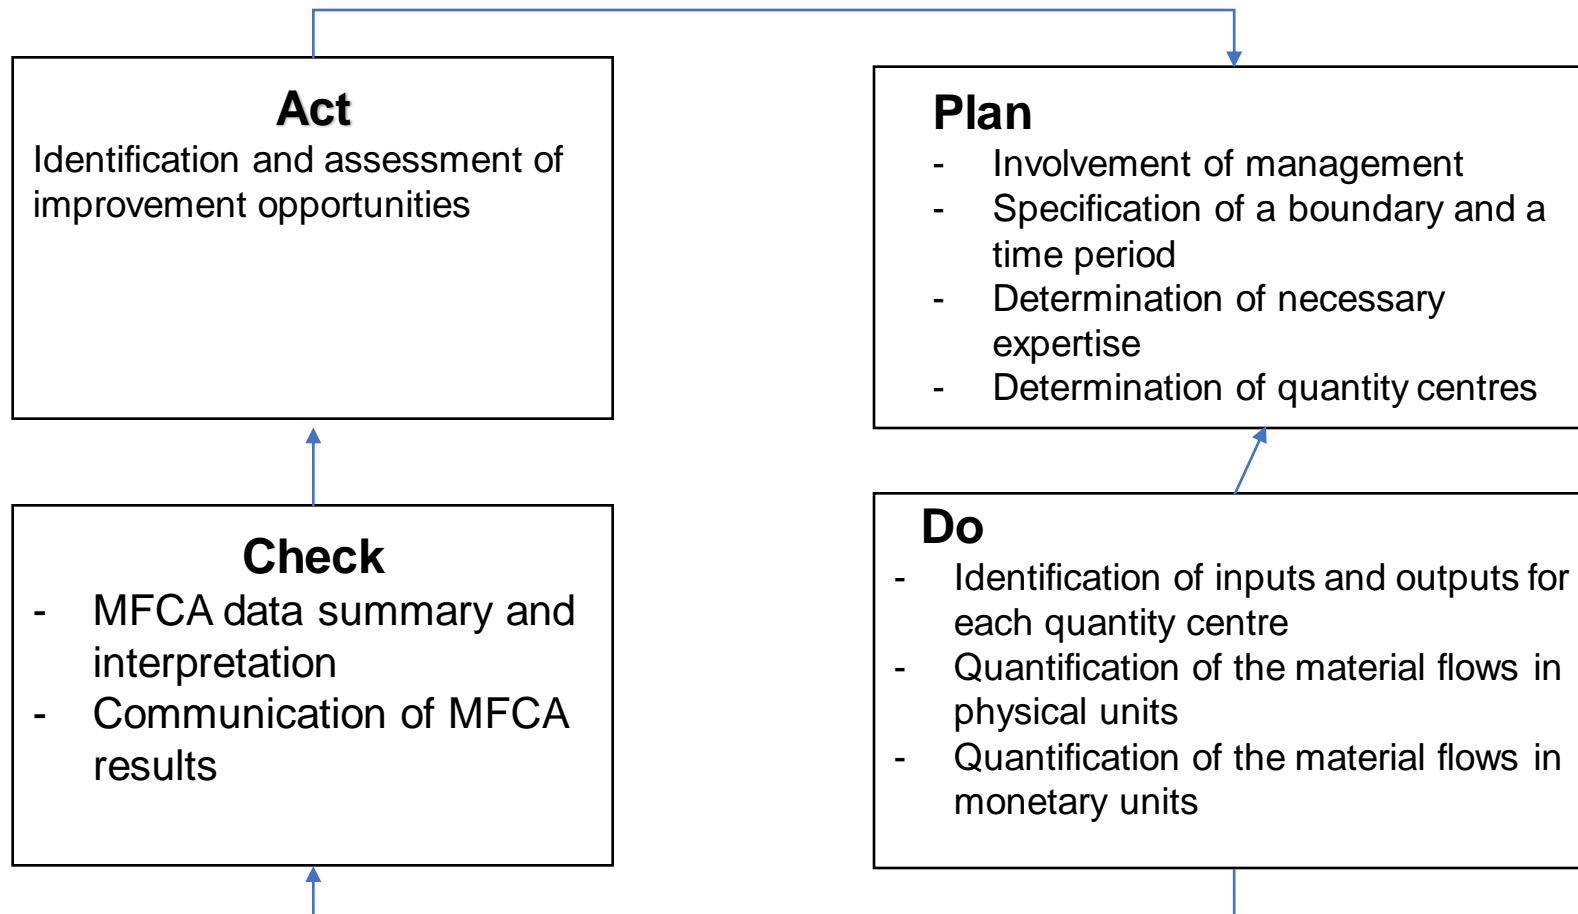 Act
Identification and assessment of
improvement opportunities
Plan
- Involvement of management
- Specification of a boundary and a
time period
- Determination of necessary
expertise
- Determination of quantity centres
Check
- MFCA data summary and
interpretation
- Communication of MFCA
results
Do
- Identification of inputs and outputs for
each quantity centre
- Quantification of the material flows in
physical units
- Quantification of the material flows in
monetary units